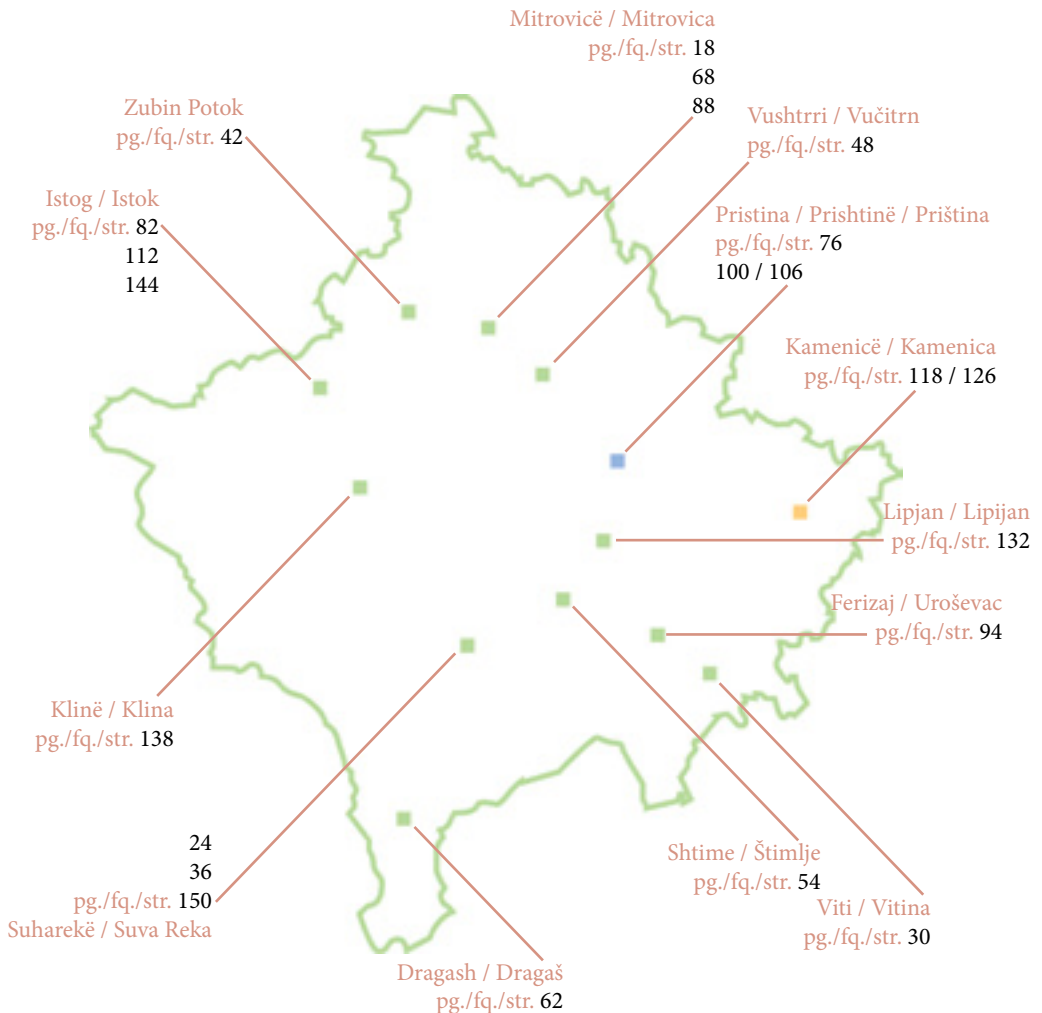 Mitrovicë / Mitrovica
pg./fq./str. 18
68
88
Zubin Potok
pg./fq./str. 42
Vushtrri / Vučitrn
pg./fq./str. 48
Istog / Istok
pg./fq./str. 82
112
144
Pristina / Prishtinë / Priština
pg./fq./str. 76
100 / 106
Kamenicë / Kamenica
pg./fq./str. 118 / 126
Lipjan / Lipijan
pg./fq./str. 132
Ferizaj / Uroševac
pg./fq./str. 94
Klinë / Klina
pg./fq./str. 138
24
36
pg./fq./str. 150
Suharekë / Suva Reka
Shtime / Štimlje
pg./fq./str. 54
Viti / Vitina
pg./fq./str. 30
Dragash / Dragaš
pg./fq./str. 62